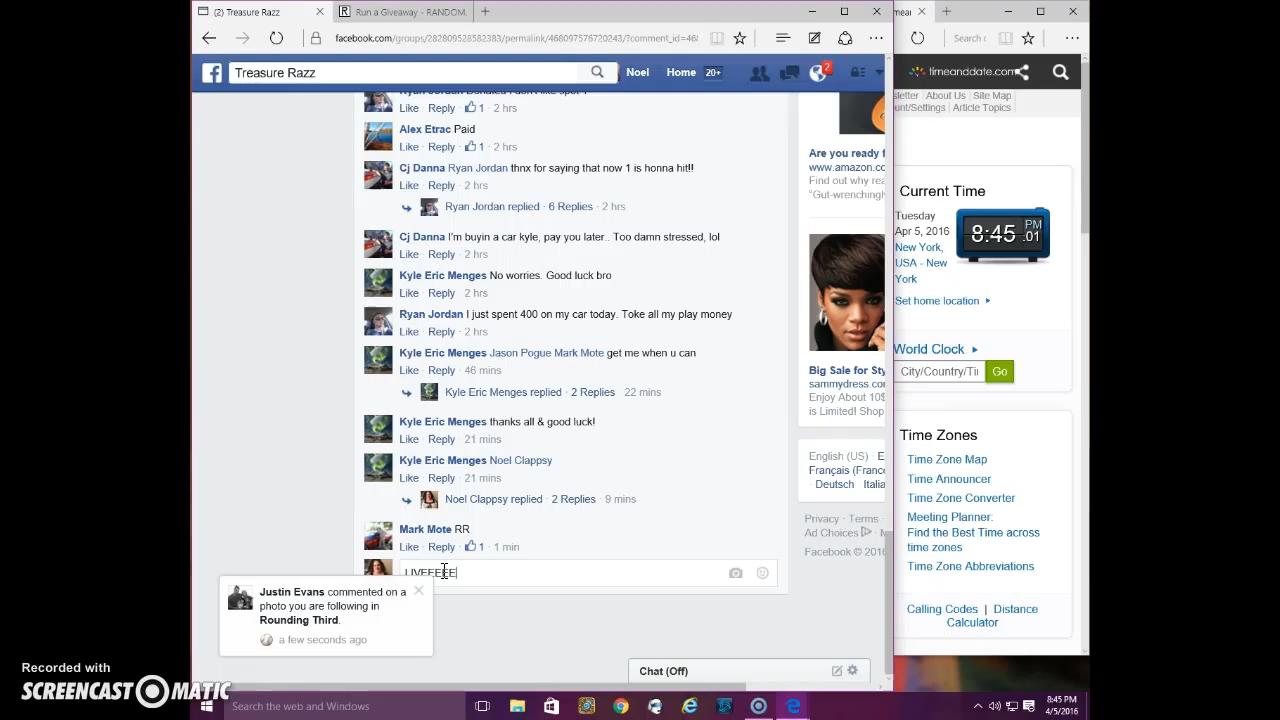 (2) Treasure Razz
Run a Giveaway - RANDOM.
facebook.com/groups/282809528582383/permalink/468097576720243/?comment_id=46
Search
Treasure Razz
Noel Home 20+
2
timeanddate.com
Like · Reply · 1 · 2 hrs
Alex Etrac Paid
Like · Reply · 1 · 2 hrs
Cj Danna Ryan Jordan thnx for saying that now 1 is honna hit!!
Like · Reply · 2 hrs
Ryan Jordan replied · 6 Replies · 2 hrs
Cj Danna I'm buyin a car kyle, pay you later.. Too damn stressed, lol
Like · Reply · 2 hrs
Kyle Eric Menges No worries. Good luck bro
Like · Reply · 2 hrs
Ryan Jordan I just spent 400 on my car today. Toke all my play money
Like · Reply · 2 hrs
Kyle Eric Menges Jason Pogue Mark Mote get me when u can
Like · Reply · 46 mins
Kyle Eric Menges replied · 2 Replies · 22 mins
Kyle Eric Menges thanks all & good luck!
Like · Reply · 21 mins
Kyle Eric Menges Noel Clappsy
Like · Reply · 21 mins
Noel Clappsy replied · 2 Replies · 9 mins
Mark Mote RR
Like · Reply · 1 · 1 min
LIVEEEEE
Justin Evans commented on a
photo you are following in
Rounding Third.
a few seconds ago
Are you ready f
www.amazon.co
Find out why rea
"Gut-wrenchingl
Big Sale for Sty
sammydress.co
Enjoy About 10$
is Limited! Shop
English (US) · E
Français (France
Deutsch · Italia
Privacy · Terms ·
Ad Choices
Facebook © 2016
Chat (Off)
sletter About Us Site Map
unt/Settings Article Topics
Current Time
Tuesday
Apr 5, 2016
New York,
USA - New
York
8:45 PM .01
Set home location
World Clock
City/Country/Ti Go
Time Zones
Time Zone Map
Time Announcer
Time Zone Converter
Meeting Planner:
Find the Best Time across
time zones
Time Zone Abbreviations
Calling Codes | Distance
Calculator
Recorded with
SCREENCAST MATIC
Search the web and Windows
8:45 PM
4/5/2016